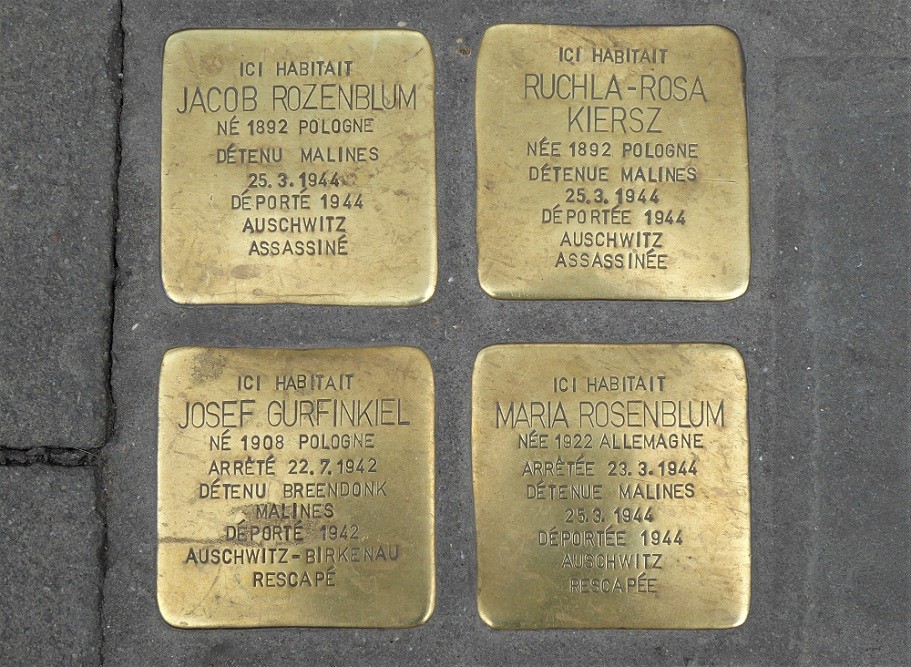 ICI HABITAIT
JACOB ROZENBLUM
NÉ 1892 POLOGNE
DÉTENU MALINES
25.3.1944
DÉPORTÉ 1944
AUSCHWITZ
ASSASSINÉ
ICI HABITAIT
RUCHLA-ROSA
KIERSZ
NÉE 1892 POLOGNE
DÉTENUE MALINES
25.3.1944
DÉPORTÉE 1944
AUSCHWITZ
ASSASSINÉE
ICI HABITAIT
JOSEF GURFINKIEL
NÉ 1908 POLOGNE
ARRÊTÉ 22.7.1942
DÉTENU BREENDONK
MALINES
DÉPORTÉ 1942
AUSCHWITZ-BIRKENAU
RESCAPÉ
ICI HABITAIT
MARIA ROSENBLUM
NÉE 1922 ALLEMAGNE
ARRÊTÉE 23.3.1944
DÉTENUE MALINES
25.3.1944
DÉPORTÉE 1944
AUSCHWITZ
RESCAPÉE